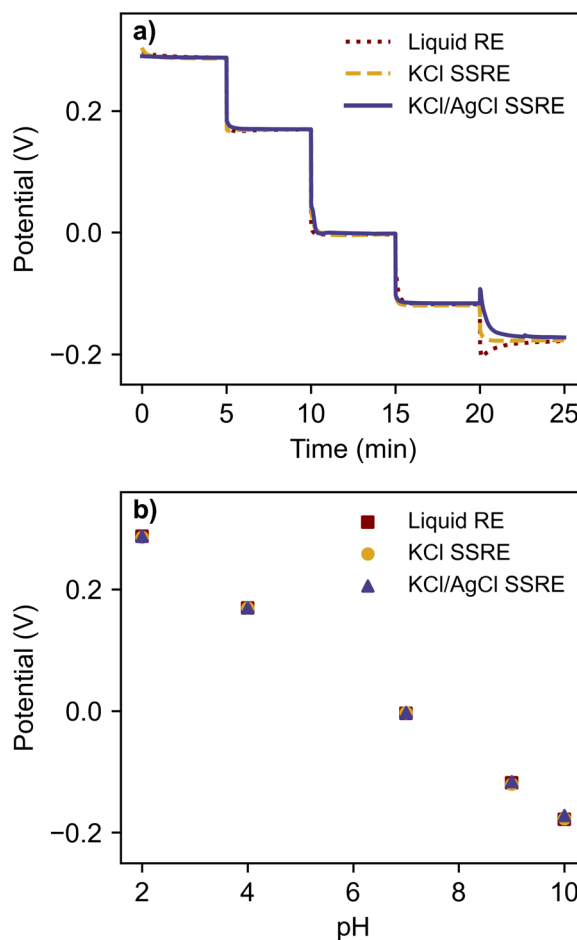 a)
Liquid RE
KCl SSRE
KCl/AgCl SSRE
Potential (V)
0.2
0.0
−0.2
0 5 10 15 20 25
Time (min)
b)
Liquid RE
KCl SSRE
KCl/AgCl SSRE
Potential (V)
0.2
0.0
−0.2
2 4 6 8 10
pH